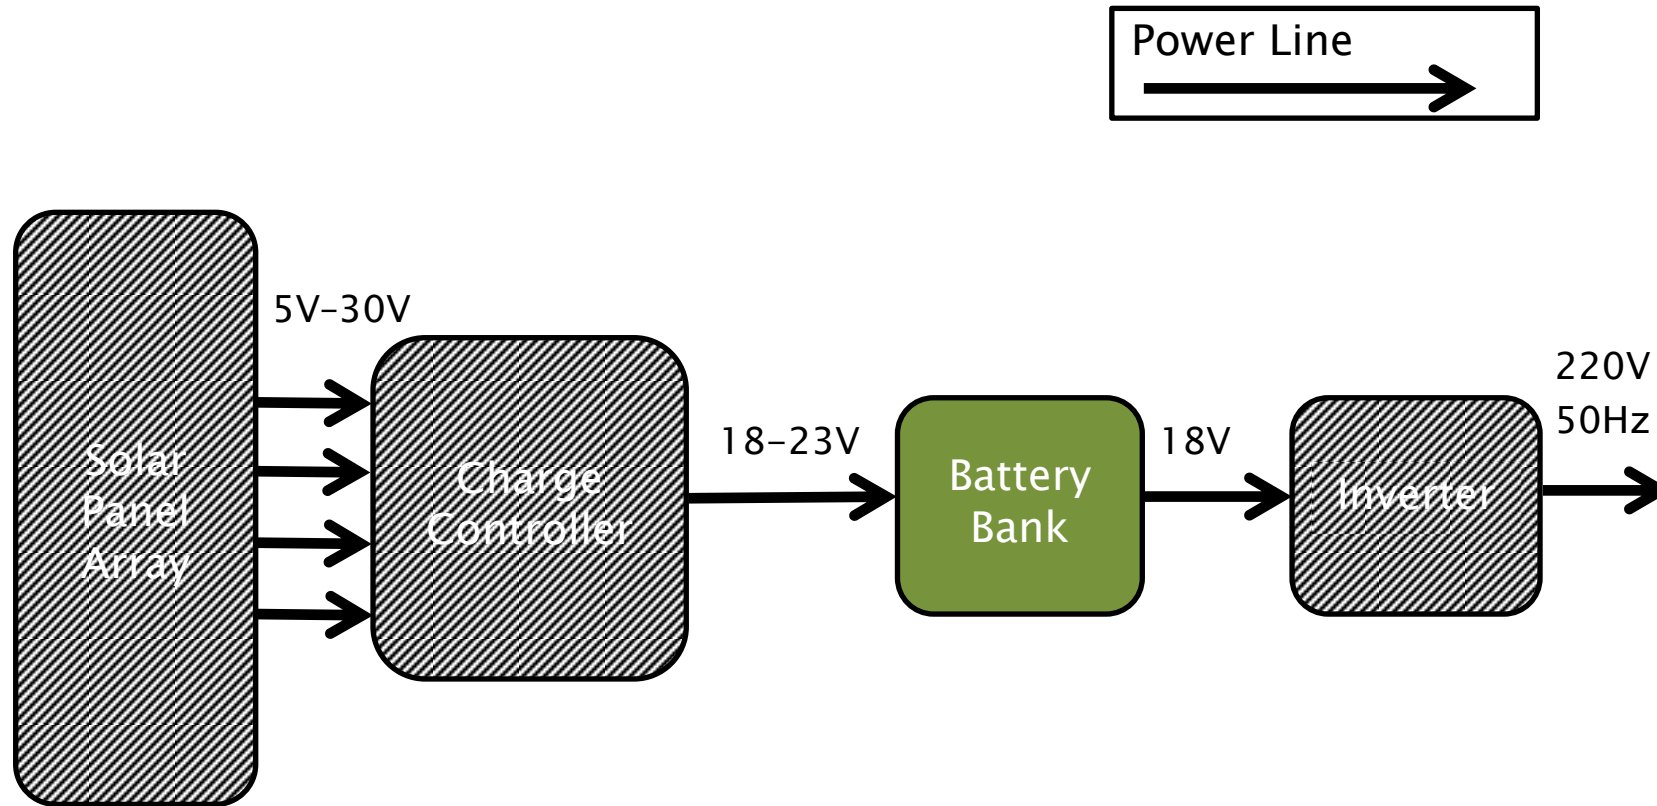 Power Line
5V–30V
Solar
Panel
Array
Charge
Controller
18–23V
Battery
Bank
18V
Inverter
220V
50Hz